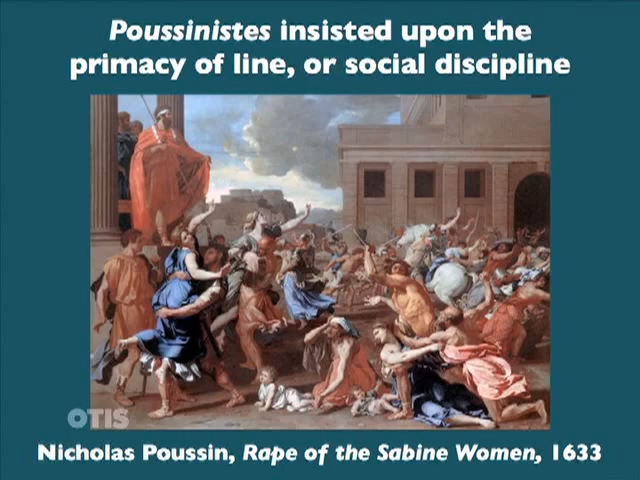 Poussinistes insisted upon the
primacy of line, or social discipline
OTIS
Nicholas Poussin, Rape of the Sabine Women, 1633